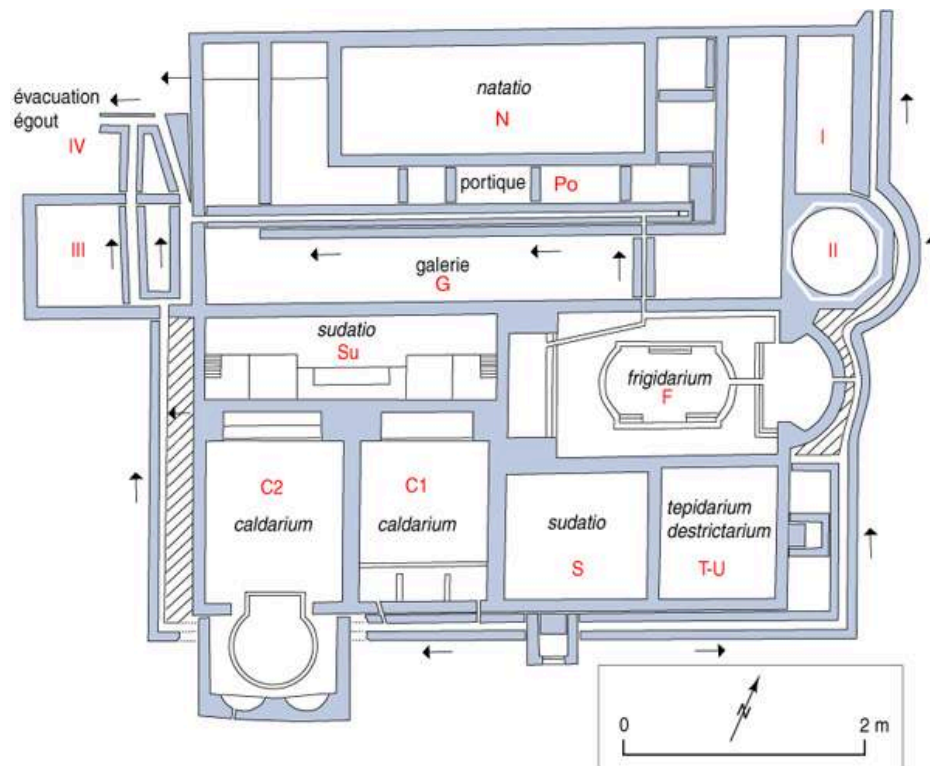 natatio
N
évacuation
égout
IV
I
portique
Po
III
II
galerie
G
sudatio
Su
frigidarium
F
C2
caldarium
C1
caldarium
sudatio
S
tepidarium
destrictarium
T-U
N
0
2 m